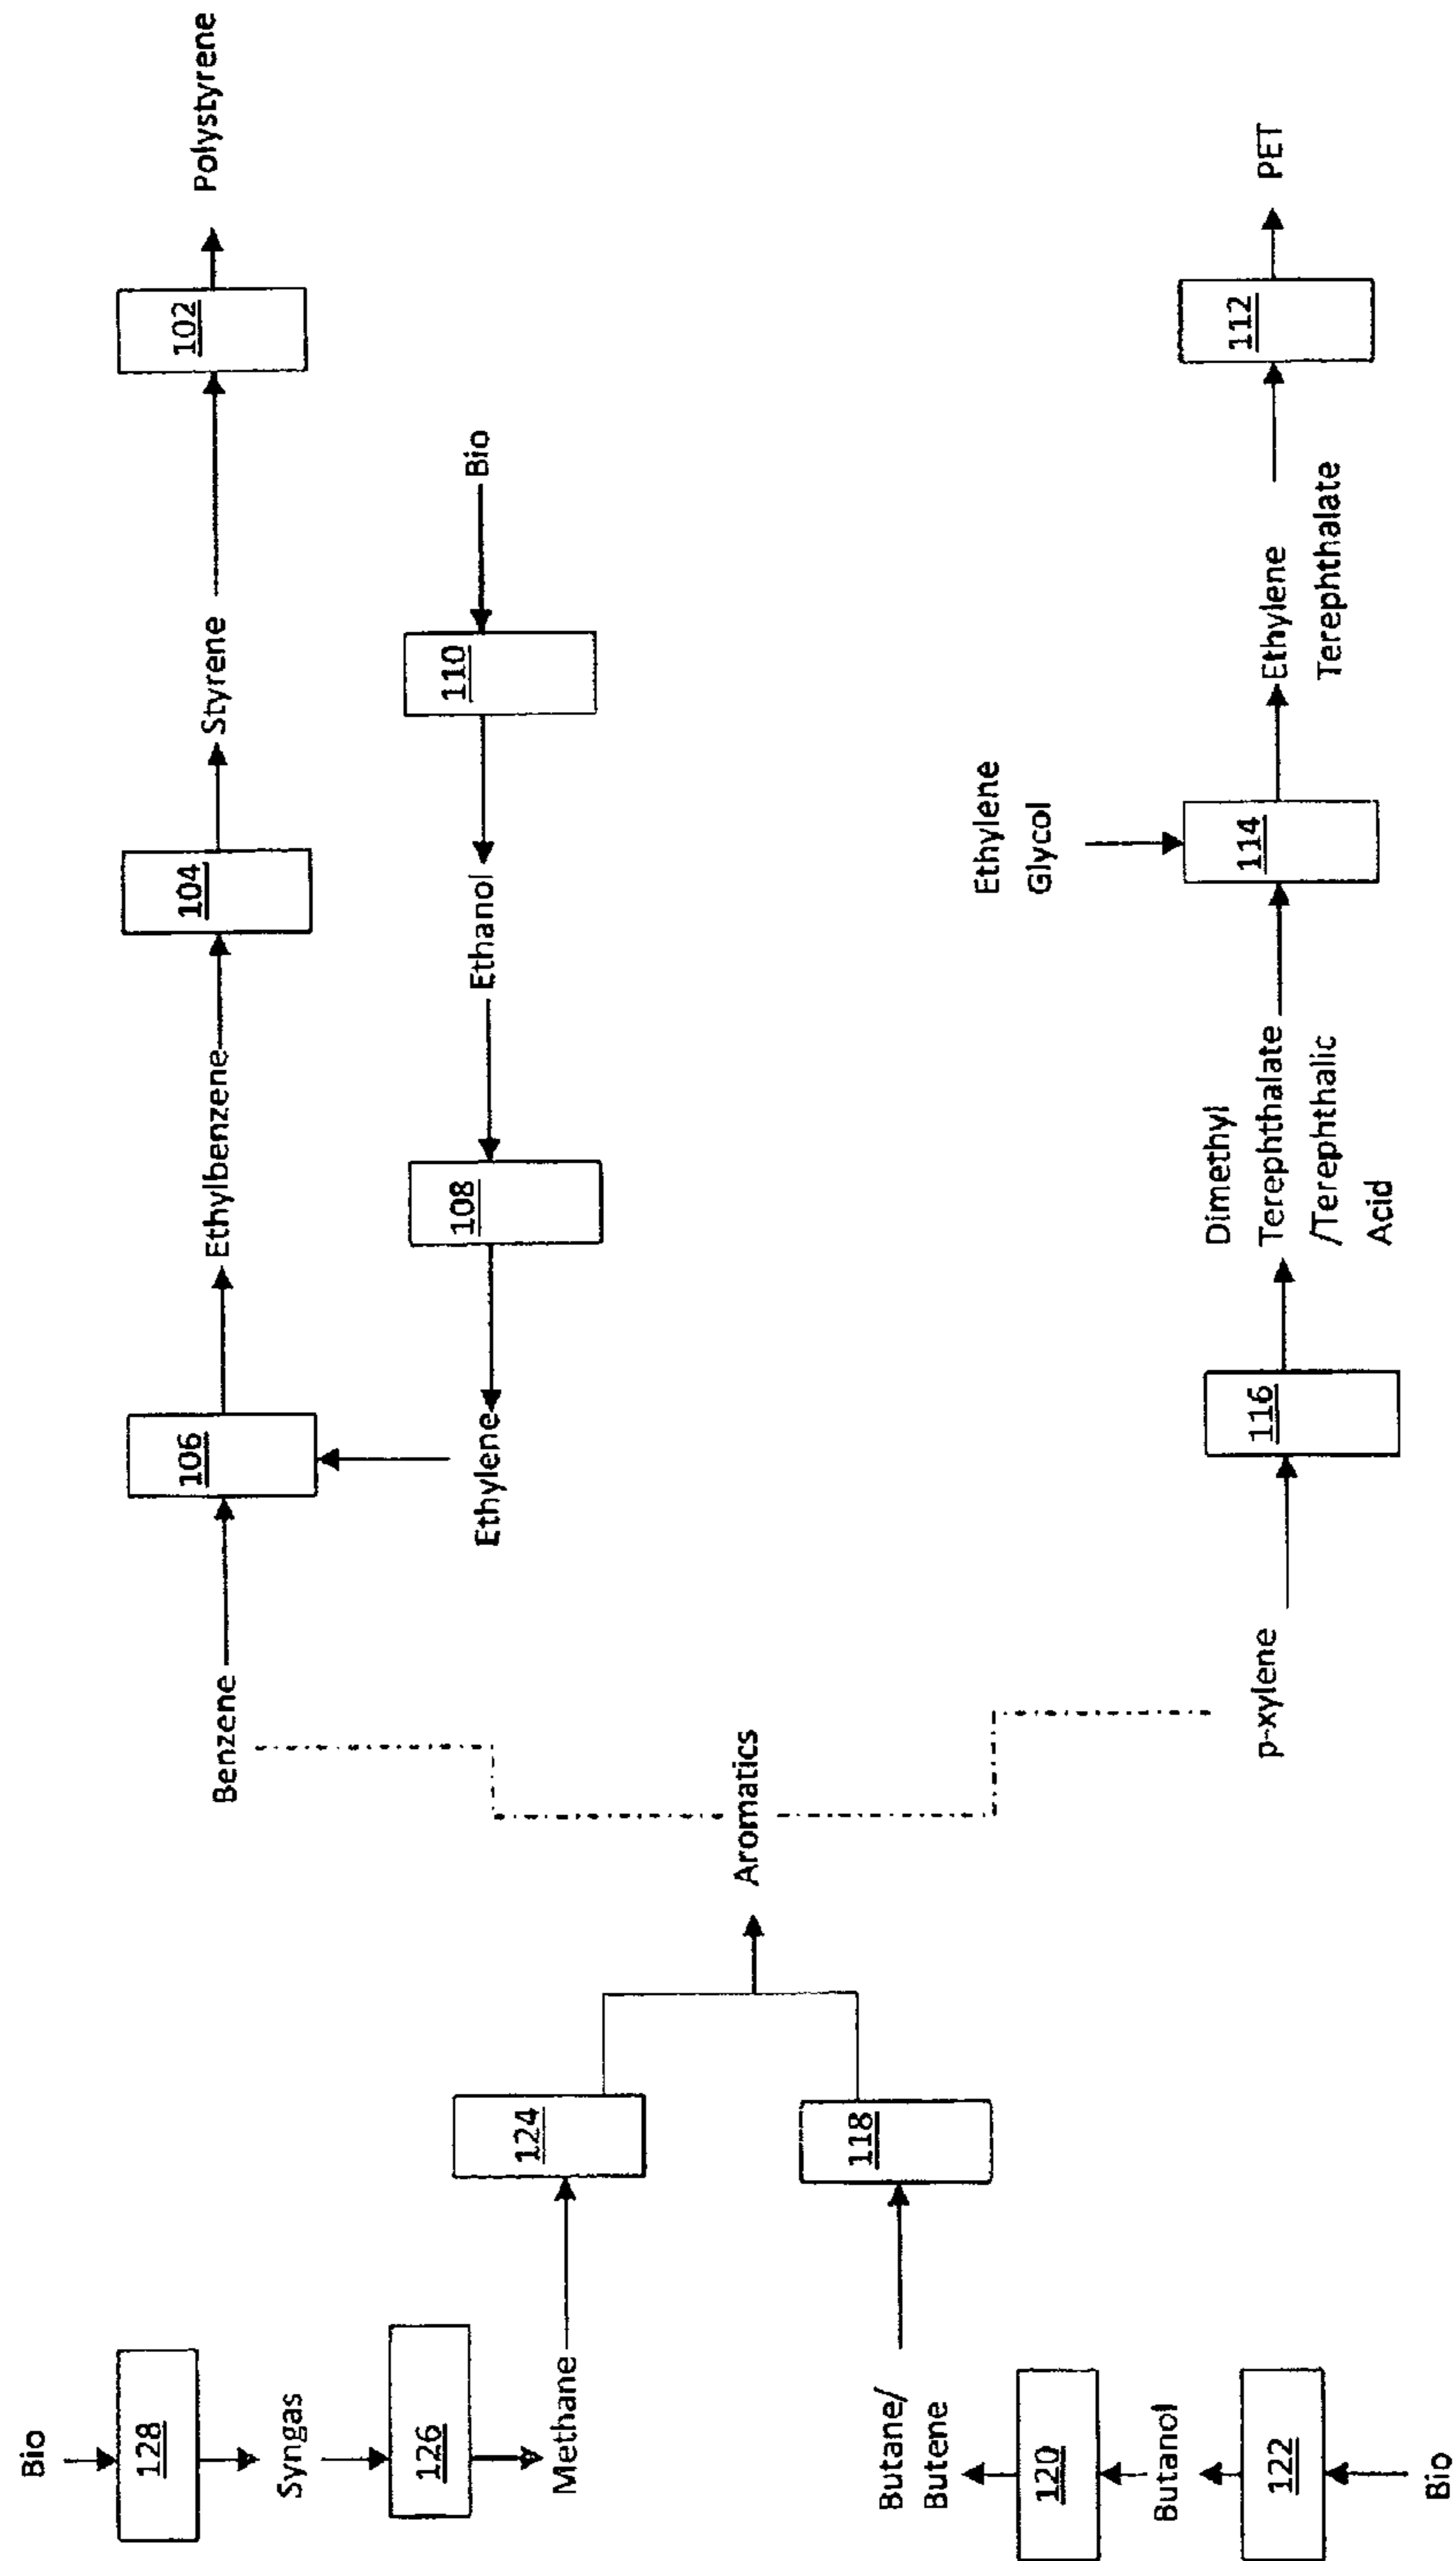 Bio
128
Syngas
126
Methane
124
Butane/
Butene
118
120
Butanol
122
Bio
Aromatics
Benzene
106
Ethylbenzene
104
Styrene
102
Polystyrene
Ethylene
108
Ethanol
110
Bio
p-xylene
116
Dimethyl
Terephthalate
/Terephthalic
Acid
Ethylene
Glycol
114
Ethylene
Terephthalate
112
PET